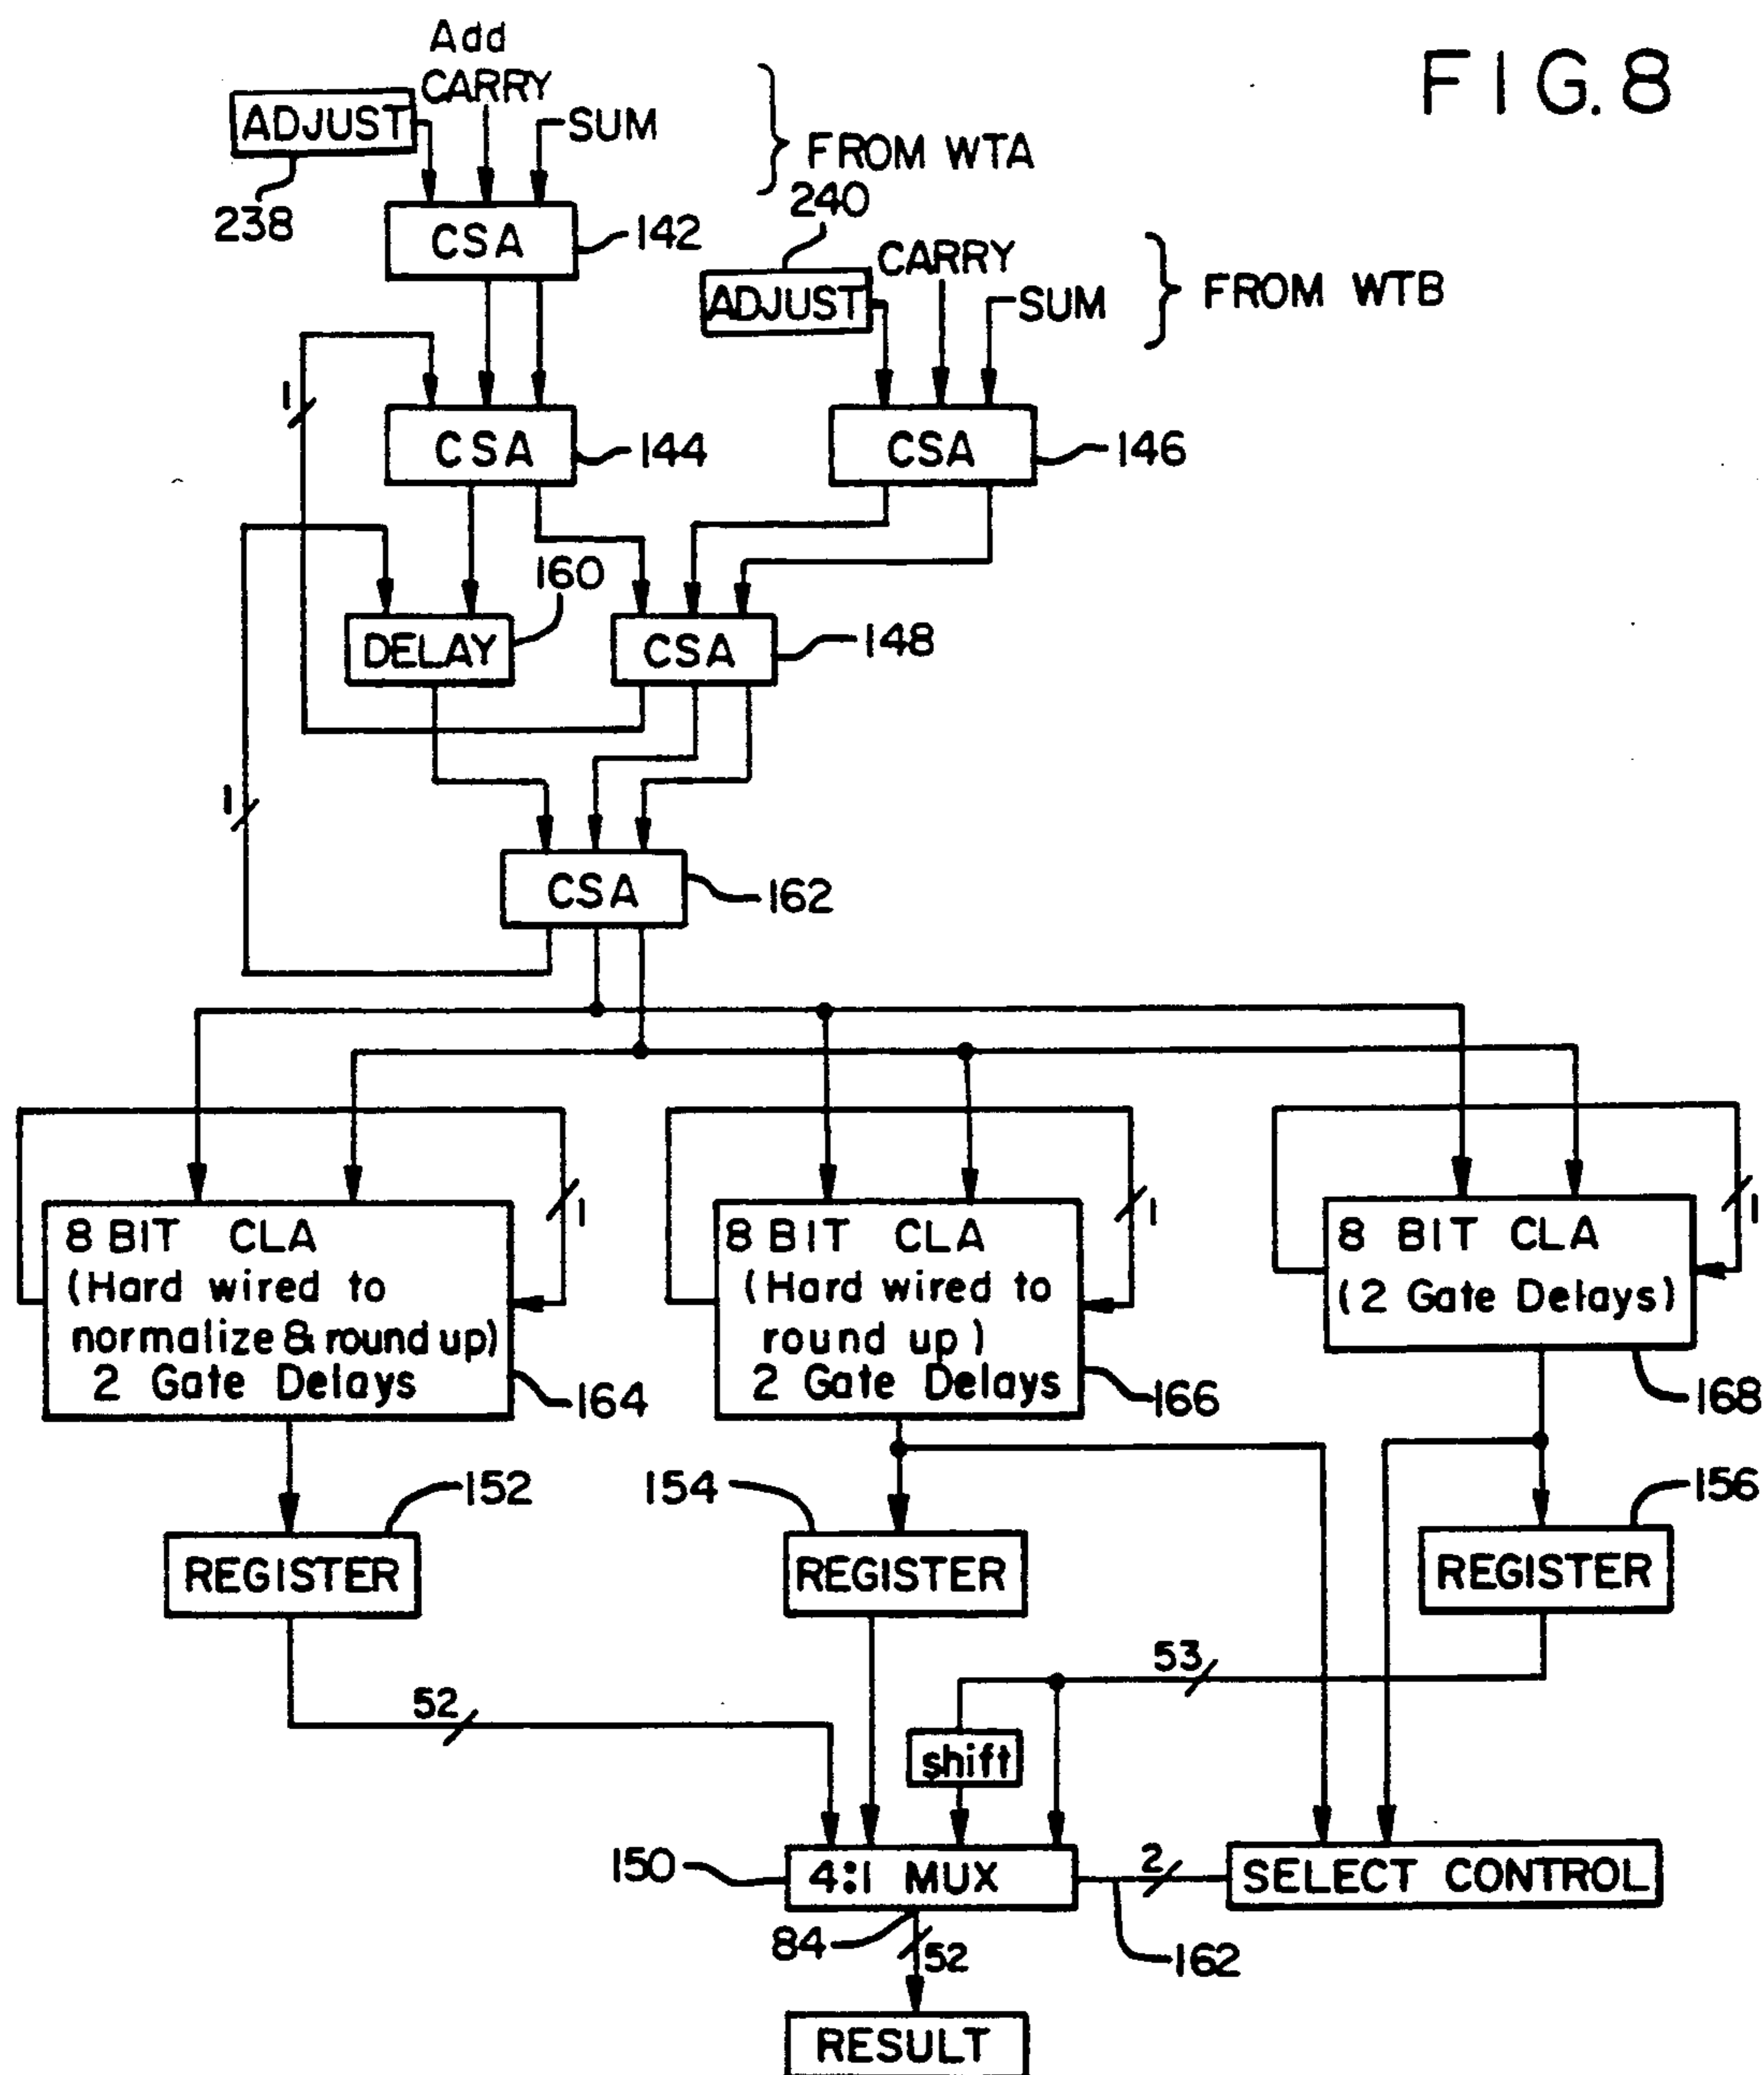 FIG. 8
Add
CARRY
ADJUST
SUM
FROM WTA
238
CSA
142
240
CARRY
ADJUST
SUM
FROM WTB
1
CSA
144
CSA
146
160
DELAY
CSA
148
1
CSA
162
8 BIT CLA
(Hard wired to
normalize & round up)
2 Gate Delays
1
164
8 BIT CLA
(Hard wired to
round up)
2 Gate Delays
1
166
8 BIT CLA
(2 Gate Delays)
1
168
152
REGISTER
154
REGISTER
156
REGISTER
53
52
shift
150
4:1 MUX
2
SELECT CONTROL
84
52
162
RESULT